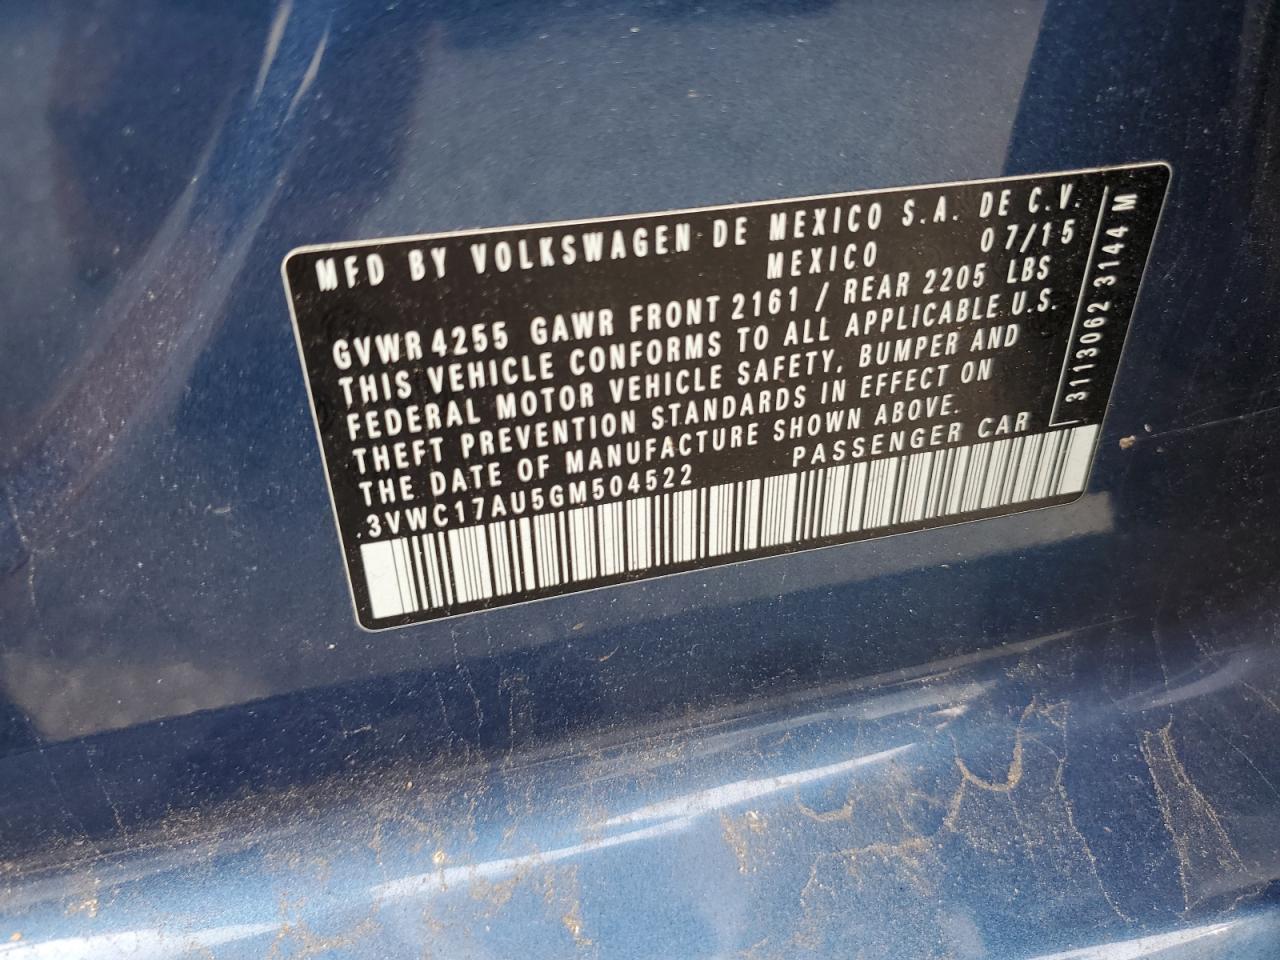 MFD BY VOLKSWAGEN DE MEXICO S.A. DE C.V.
MEXICO 07/15
GVWR 4255 GAWR FRONT 2161 / REAR 2205 LBS
THIS VEHICLE CONFORMS TO ALL APPLICABLE U.S.
FEDERAL MOTOR VEHICLE SAFETY, BUMPER AND
THEFT PREVENTION STANDARDS IN EFFECT ON
THE DATE OF MANUFACTURE SHOWN ABOVE.
.3VWC17AU5GM504522 PASSENGER CAR
3113062 3144 M